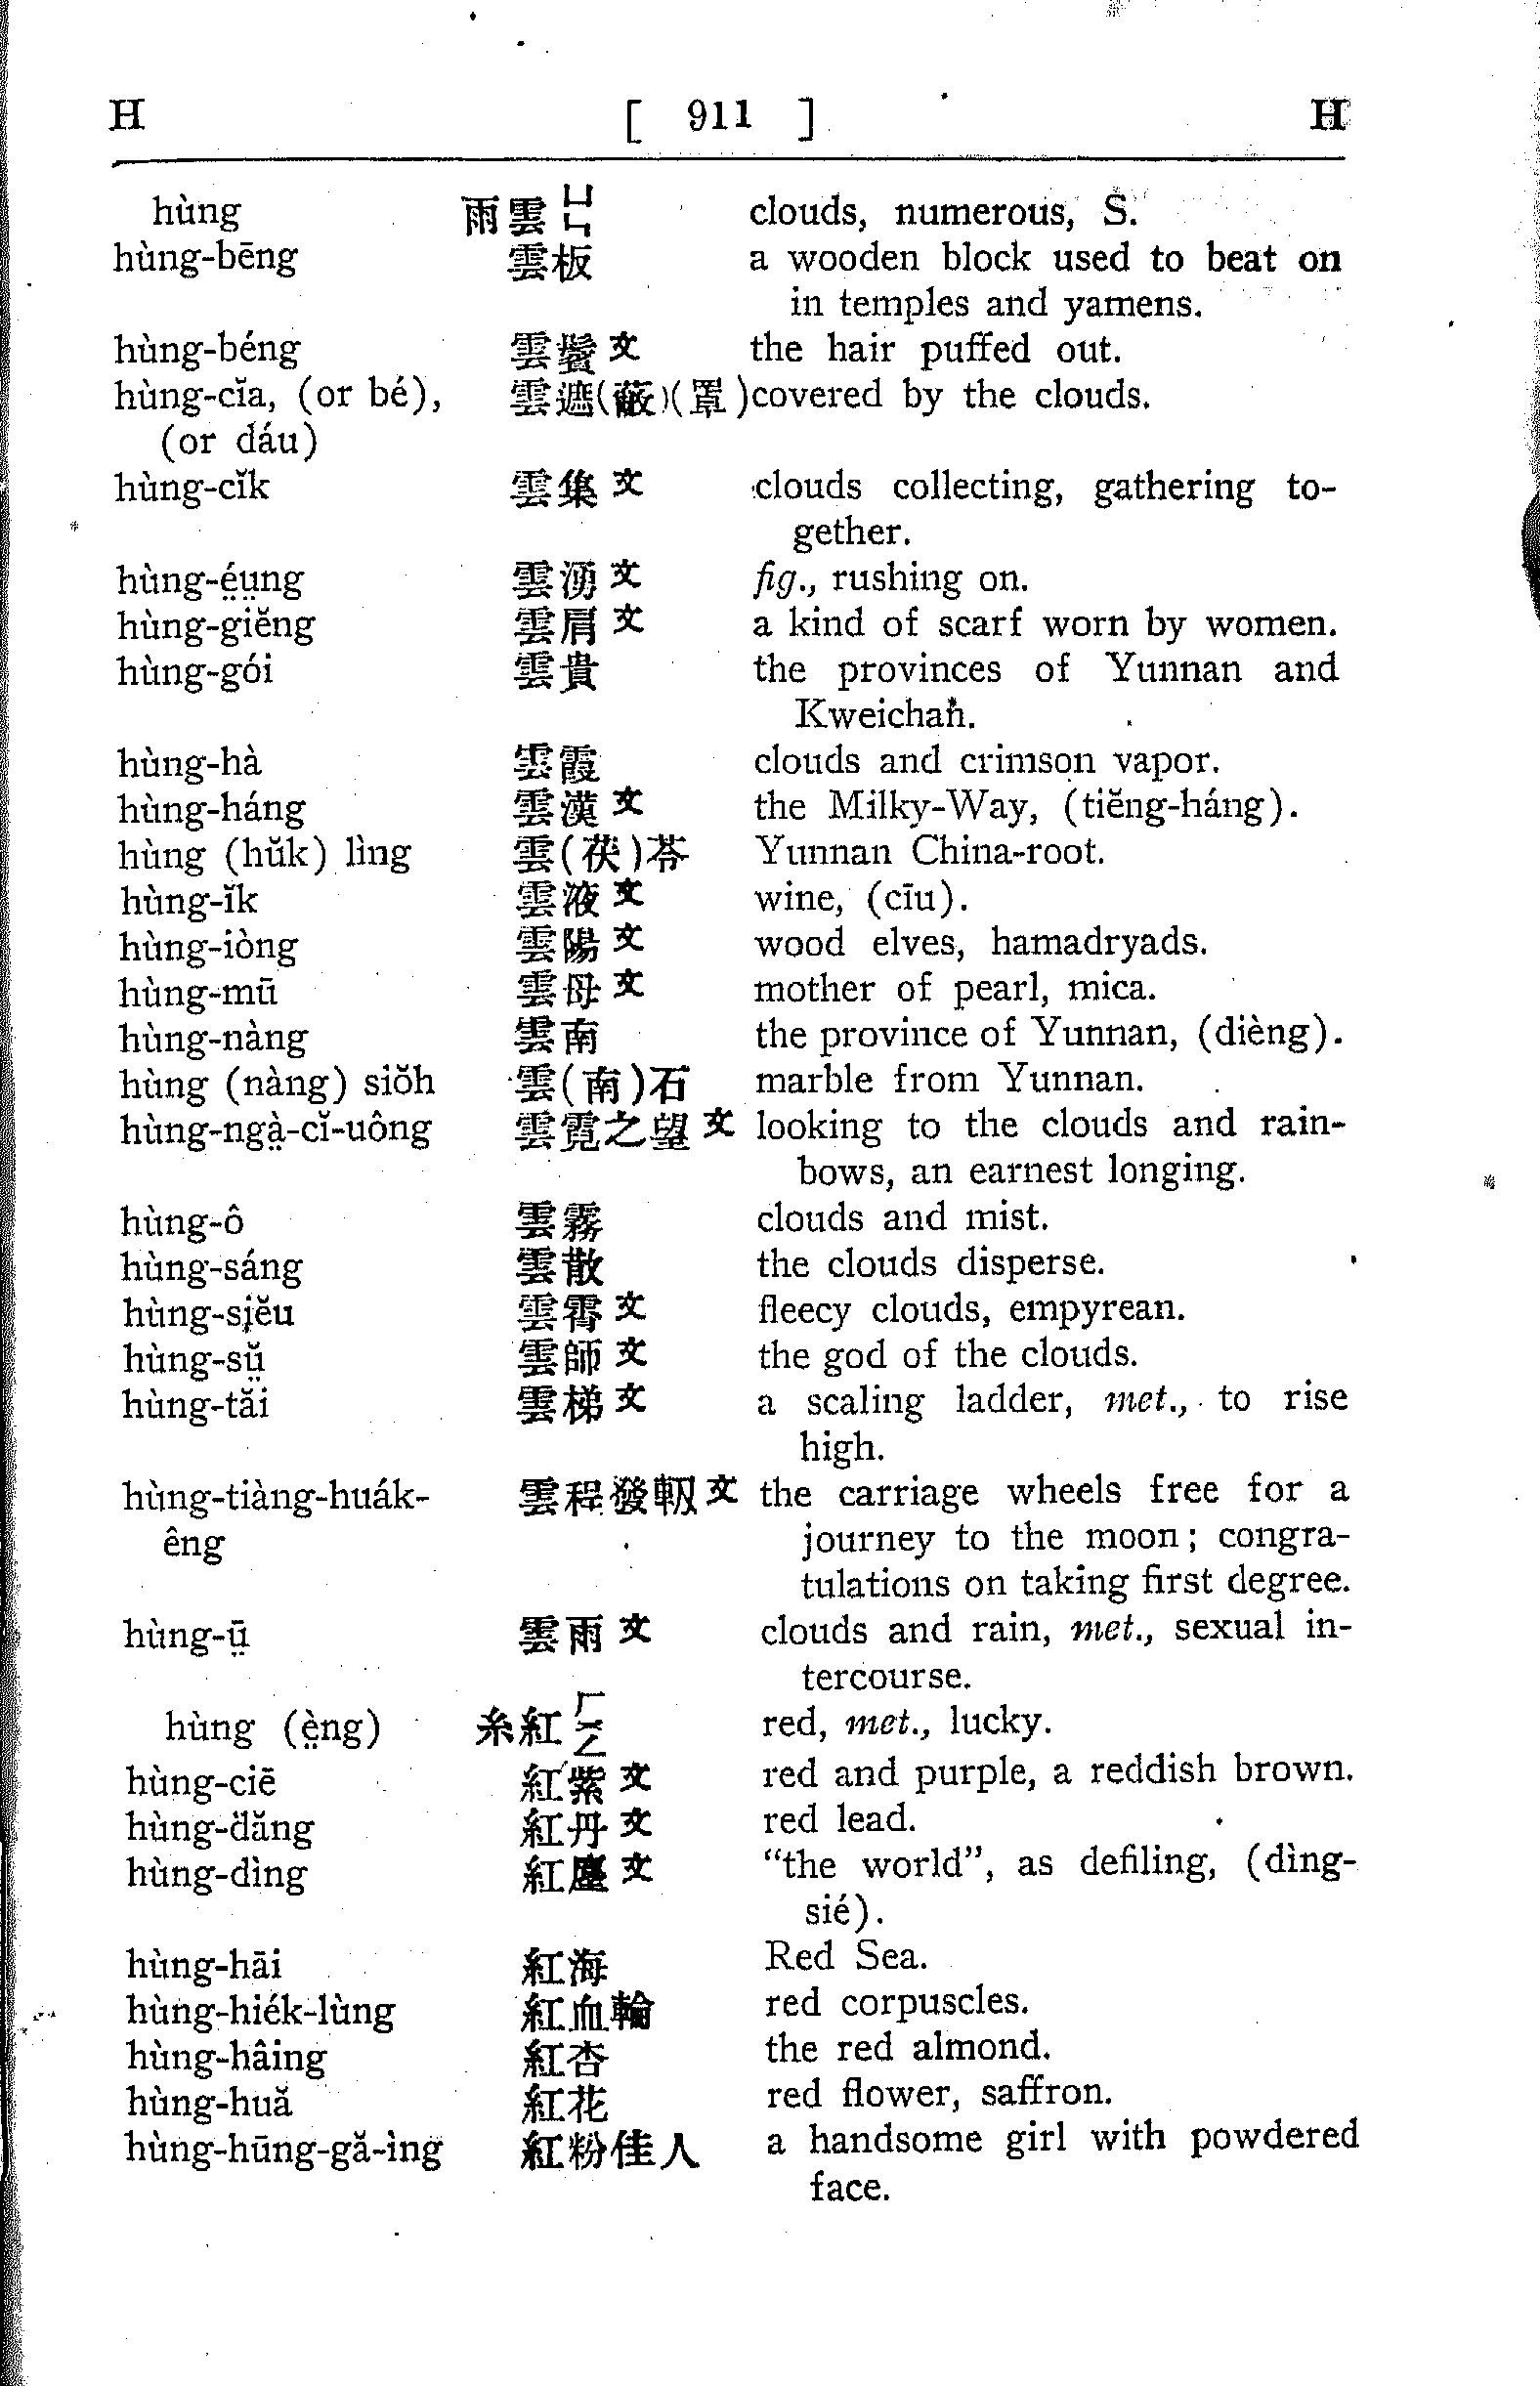 H [ 911 ] H
hùng 雨雲ㄩㄣ clouds, numerous, S.
hùng-bēng 雲板 a wooden block used to beat on
in temples and yamens.
hùng-béng 雲鬢文 the hair puffed out.
hùng-cĭa, (or bé), 雲遮(蔽)(罩)covered by the clouds.
(or dáu)
hùng-cĭk 雲集文 clouds collecting, gathering to-
gether.
hùng-é̤ṳng 雲湧文 fig., rushing on.
hùng-giĕng 雲肩文 a kind of scarf worn by women.
hùng-gói 雲貴 the provinces of Yunnan and
Kweichah.
hùng-hà 雲霞 clouds and crimson vapor.
hùng-háng 雲漢文 the Milky-Way, (tiĕng-háng).
hùng (hŭk) lìng 雲(茯)苓 Yunnan China-root.
hùng-ĭk 雲液文 wine, (cīu).
hùng-iòng 雲陽文 wood elves, hamadryads.
hùng-mū 雲母文 mother of pearl, mica.
hùng-nàng 雲南 the province of Yunnan, (dièng).
hùng (nàng) siŏh 雲(南)石 marble from Yunnan.
hùng-ngà̤-cĭ-uông 雲霓之望文 looking to the clouds and rain-
bows, an earnest longing.
hùng-ô 雲霧 clouds and mist.
hùng-sáng 雲散 the clouds disperse.
hùng-siĕu 雲霄文 fleecy clouds, empyrean.
hùng-sṳ̆ 雲師文 the god of the clouds.
hùng-tăi 雲梯文 a scaling ladder, met., to rise
high.
hùng-tiàng-huák- 雲程發軔文 the carriage wheels free for a
êng journey to the moon; congra-
tulations on taking first degree.
hùng-ṳ̄ 雲雨文 clouds and rain, met., sexual in-
tercourse.
hùng (è̤ng) 糸紅ㄏㄨㄥ red, met., lucky.
hùng-ciē 紅紫文 red and purple, a reddish brown.
hùng-dăng 紅丹文 red lead.
hùng-dìng 紅塵文 “the world”, as defiling, (dìng-
sié).
hùng-hāi 紅海 Red Sea.
hùng-hiék-lùng 紅血輪 red corpuscles.
hùng-hâing 紅杏 the red almond.
hùng-huă 紅花 red flower, saffron.
hùng-hūng-gă-ìng 紅粉佳人 a handsome girl with powdered
face.